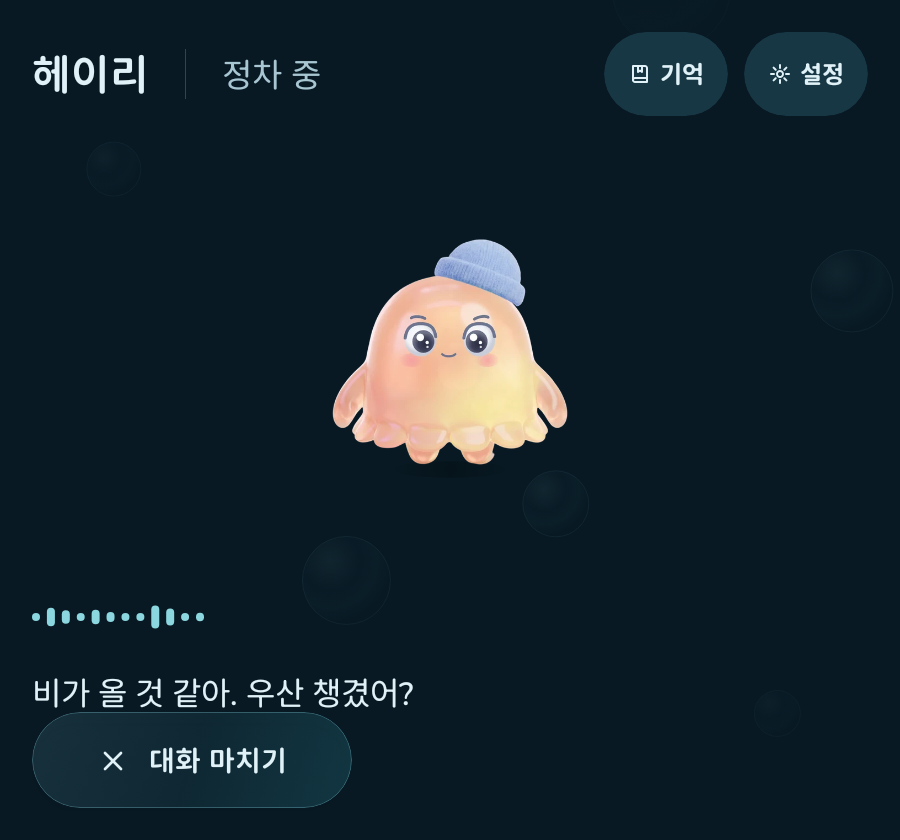 헤이리
정차 중
기억
설정
비가 올 것 같아. 우산 챙겼어?
대화 마치기